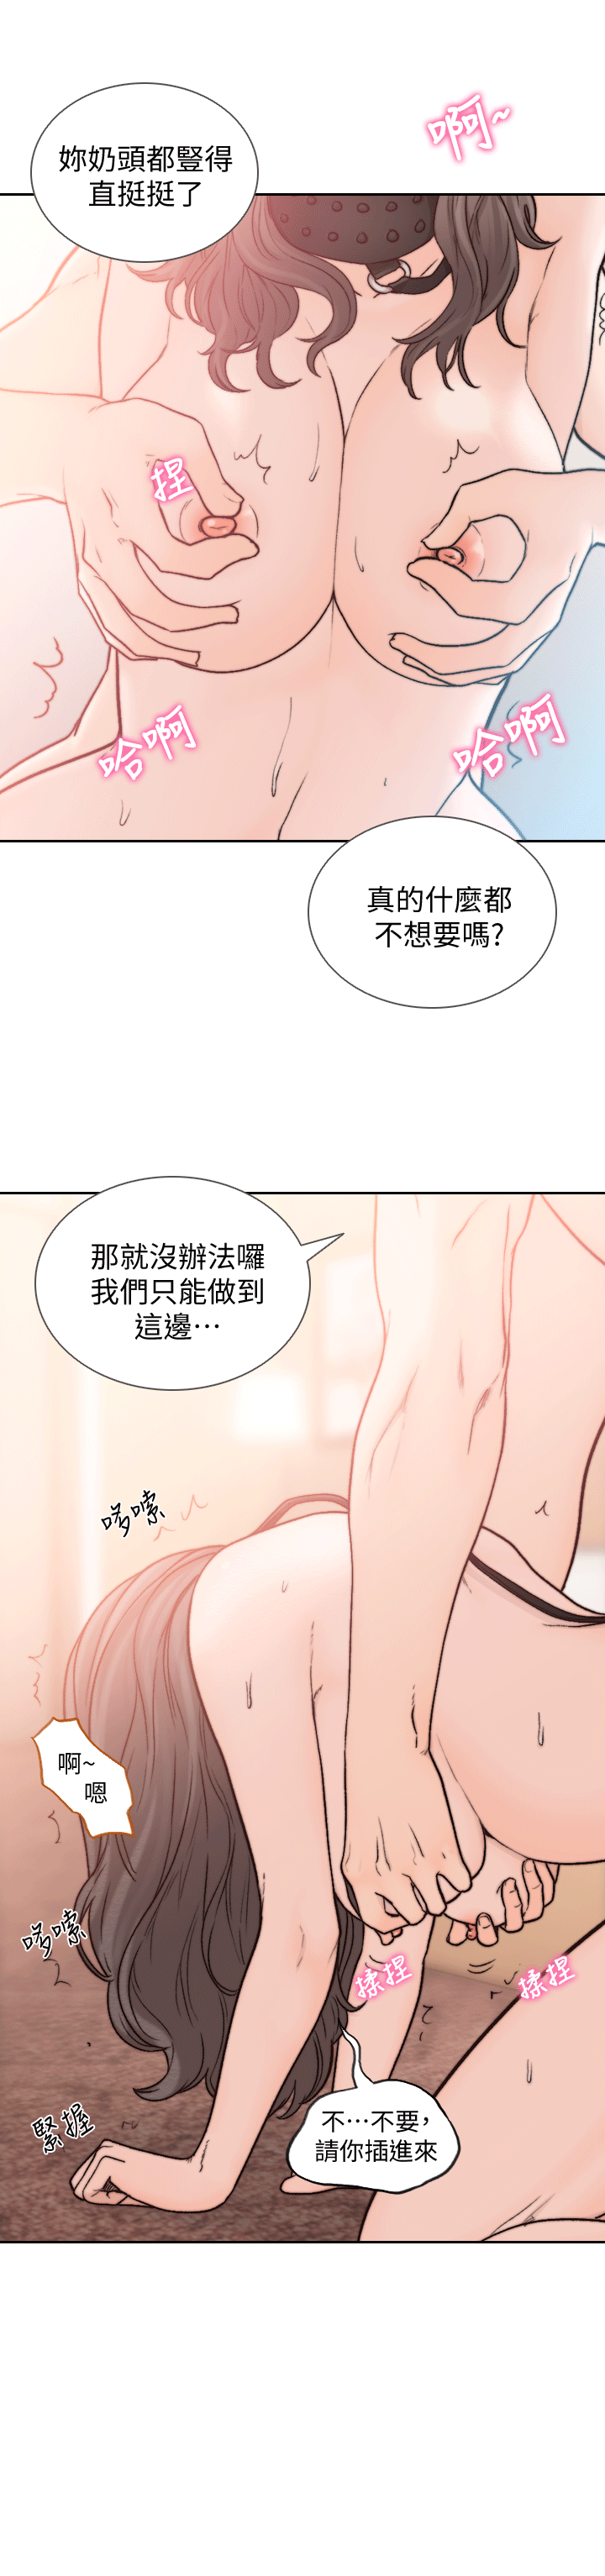 啊~
妳奶頭都豎得
直挺挺了
捏
哈啊
哈啊
真的什麼都
不想要嗎?
那就沒辦法囉
我們只能做到
這邊…
哆嗦
啊~
嗯
哆嗦
揉捏
揉捏
緊握
不…不要,
請你插進來